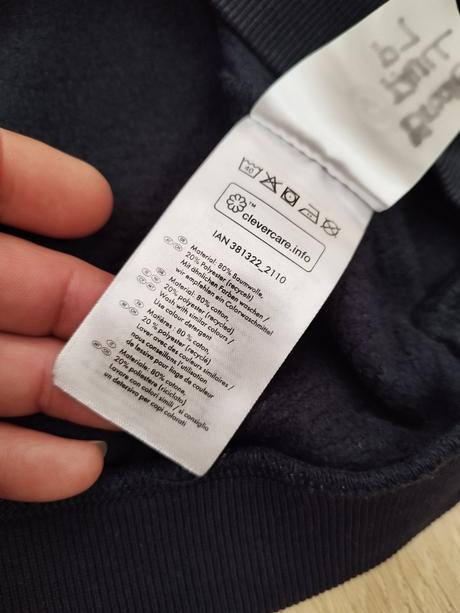 40
™
clevercare.info
IAN 381322_2110
Material: 80% Baumwolle,
20% Polyester (recycelt)
Mit ähnlichen Farben waschen /
wir empfehlen ein Colorwaschmittel
Material: 80% cotton,
20% polyester (recycled)
Wash with similar colours /
Use colour detergent
Matières: 80 % coton,
20 % polyester (recyclé)
Laver avec des couleurs similaires /
nous conseillons l'utilisation
de lessive pour linge de couleur
Materiale: 80% cotone,
20% poliestere (riciclato)
Lavare con colori simili / si consiglia
un detersivo per capi colorati